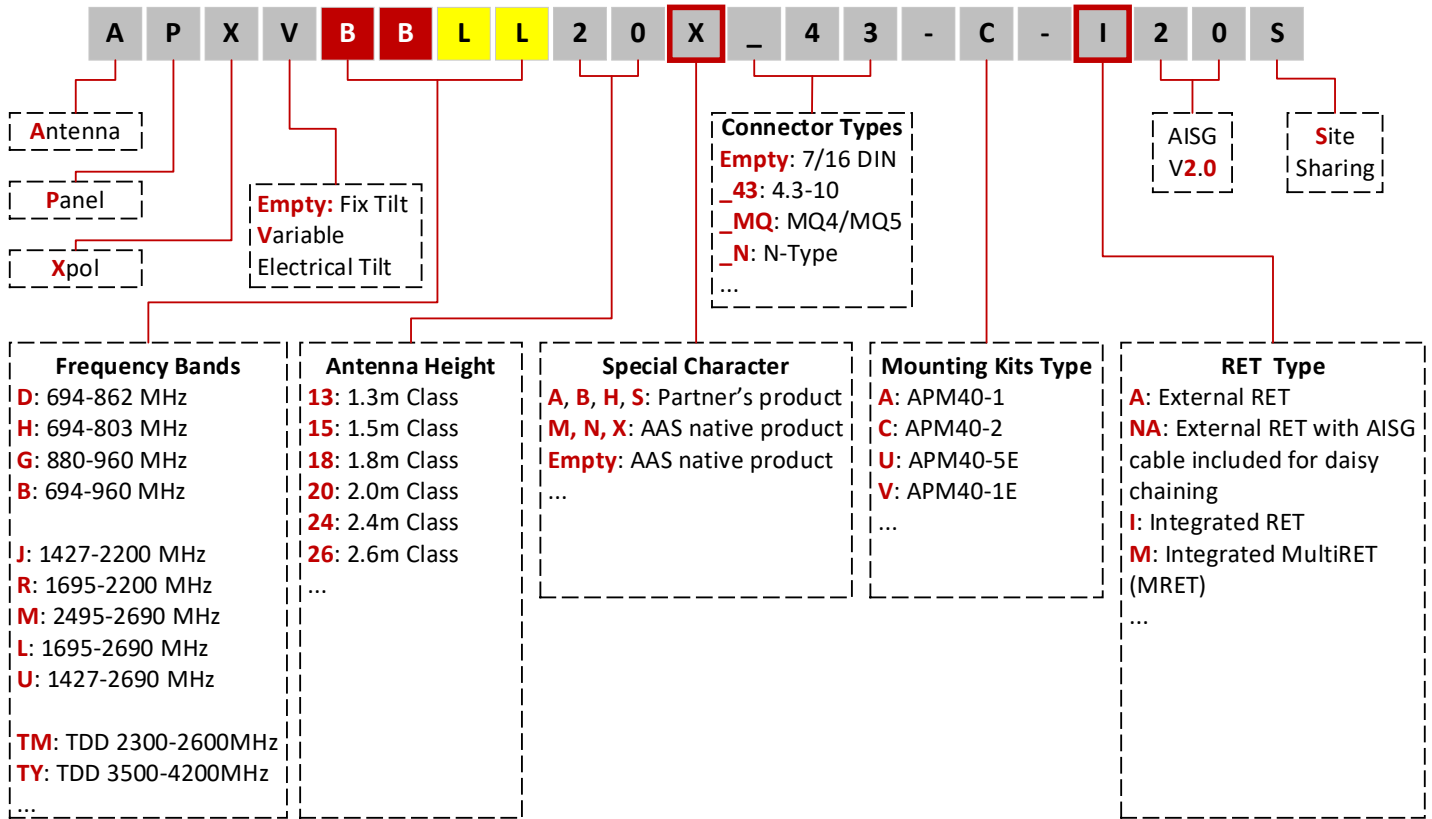 A P X V B B L L 2 0 X _ 4 3 - C - I 2 0 S
Antenna
Panel
Xpol
Empty: Fix Tilt
Variable
Electrical Tilt
Connector Types
Empty: 7/16 DIN
_43: 4.3-10
_MQ: MQ4/MQ5
_N: N-Type
...
AISG
V2.0
Site
Sharing
Frequency Bands
D: 694-862 MHz
H: 694-803 MHz
G: 880-960 MHz
B: 694-960 MHz
J: 1427-2200 MHz
R: 1695-2200 MHz
M: 2495-2690 MHz
L: 1695-2690 MHz
U: 1427-2690 MHz
TM: TDD 2300-2600MHz
TY: TDD 3500-4200MHz
...
Antenna Height
13: 1.3m Class
15: 1.5m Class
18: 1.8m Class
20: 2.0m Class
24: 2.4m Class
26: 2.6m Class
...
Special Character
A, B, H, S: Partner's product
M, N, X: AAS native product
Empty: AAS native product
...
Mounting Kits Type
A: APM40-1
C: APM40-2
U: APM40-5E
V: APM40-1E
...
RET Type
A: External RET
NA: External RET with AISG
cable included for daisy
chaining
I: Integrated RET
M: Integrated MultiRET
(MRET)
...